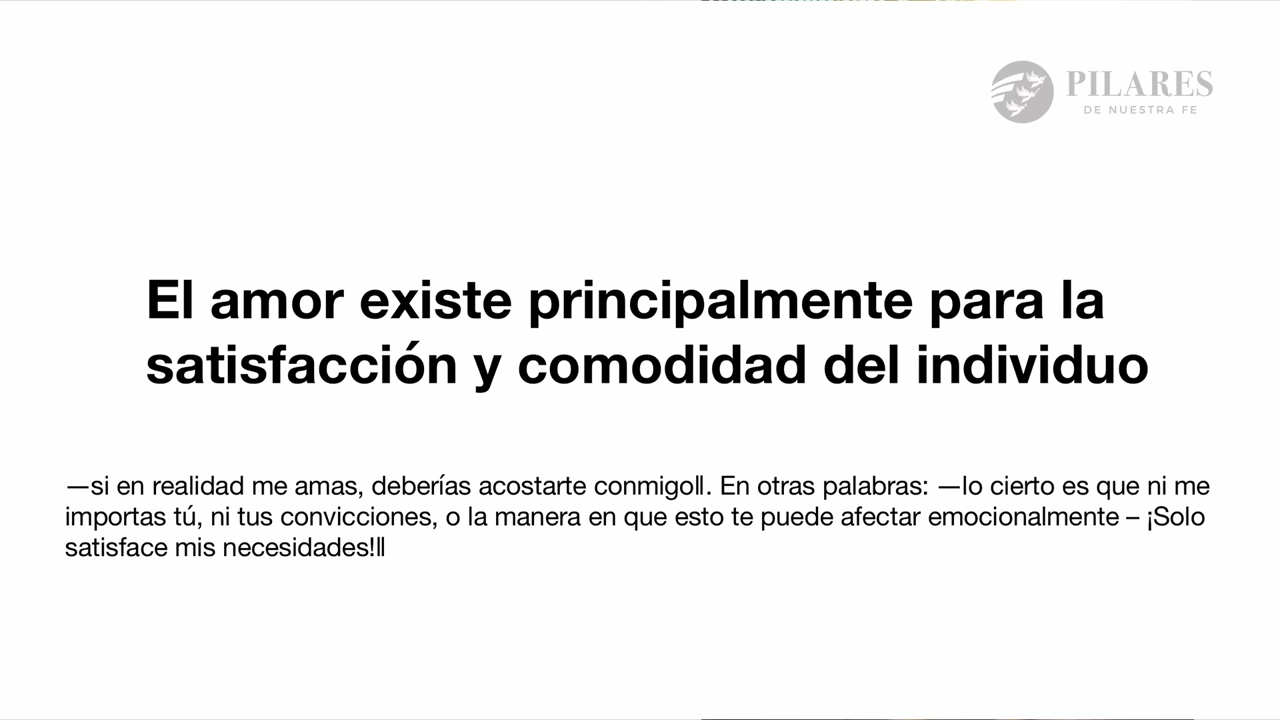 PILARES
DE NUESTRA FE
El amor existe principalmente para la
satisfacción y comodidad del individuo
―si en realidad me amas, deberías acostarte conmigo‖. En otras palabras: ―lo cierto es que ni me
importas tú, ni tus convicciones, o la manera en que esto te puede afectar emocionalmente – ¡Solo
satisface mis necesidades!‖